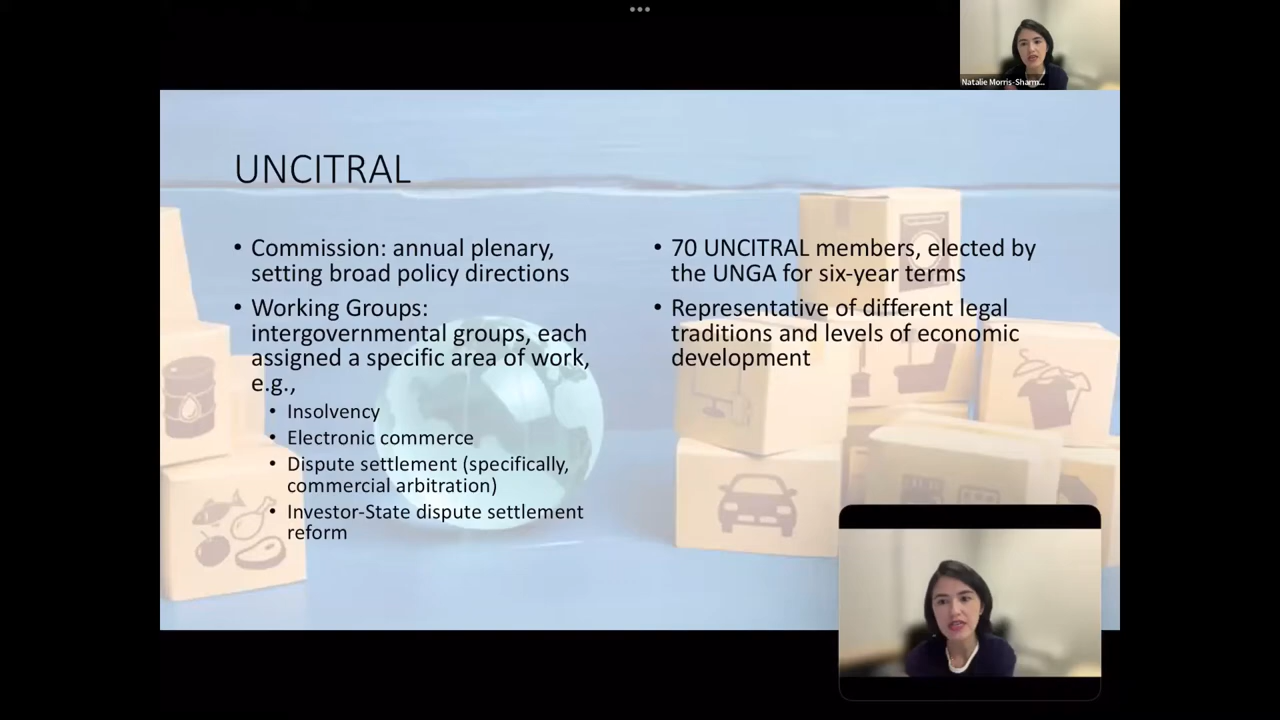 Natalie Morris-Sharm...
UNCITRAL
• Commission: annual plenary,
setting broad policy directions
• Working Groups:
intergovernmental groups, each
assigned a specific area of work,
e.g.,
• Insolvency
• Electronic commerce
• Dispute settlement (specifically,
commercial arbitration)
• Investor-State dispute settlement
reform
• 70 UNCITRAL members, elected by
the UNGA for six-year terms
• Representative of different legal
traditions and levels of economic
development